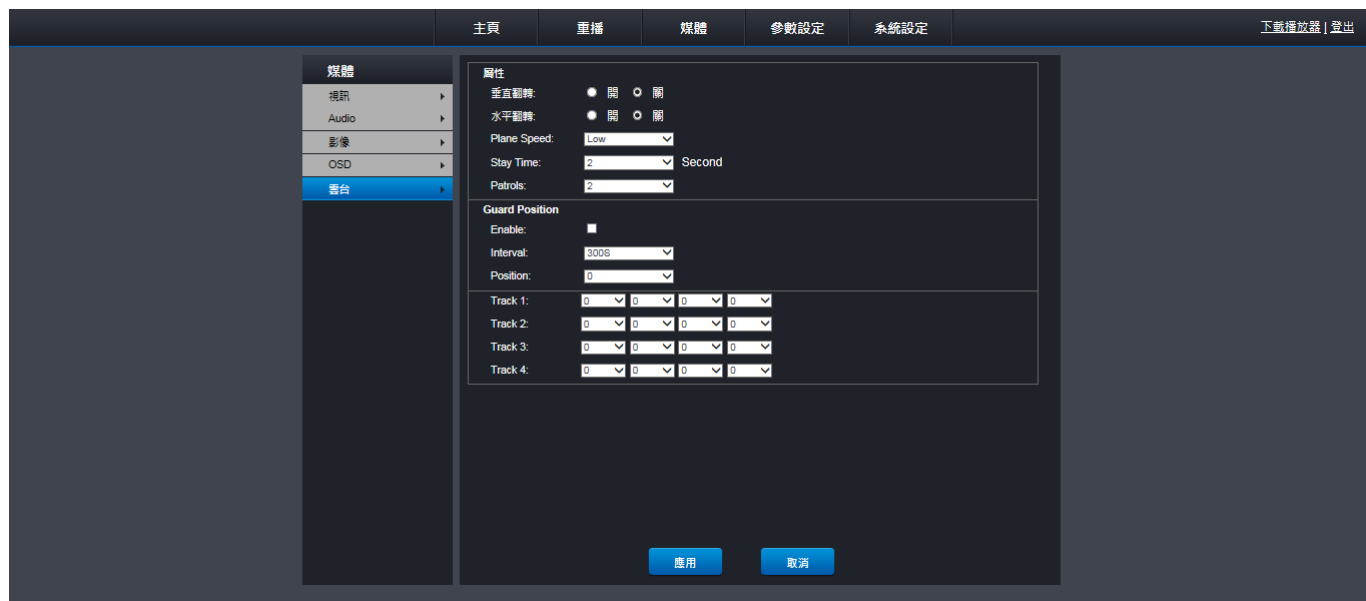 主頁 重播 媒體 參數設定 系統設定 下載播放器 | 登出
媒體
視訊
Audio
影像
OSD
雲台
屬性
垂直翻轉: 開 關
水平翻轉: 開 關
Plane Speed: Low
Stay Time: 2 Second
Patrols: 2
Guard Position
Enable:
Interval: 300S
Position: 0
Track 1: 0 0 0 0
Track 2: 0 0 0 0
Track 3: 0 0 0 0
Track 4: 0 0 0 0
應用 取消